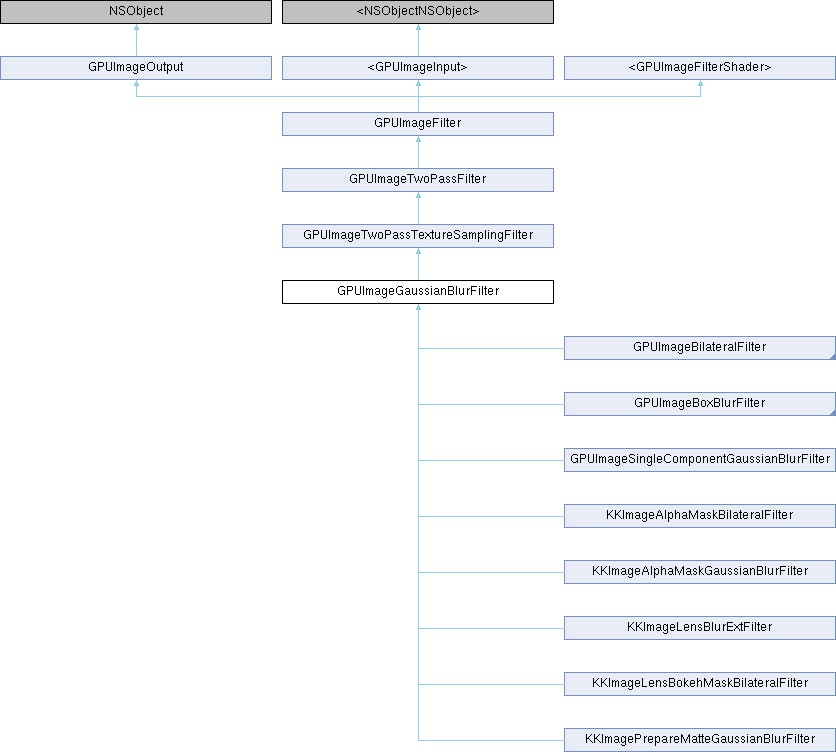 NSObject
<NSObjectNSObject>
GPUImageOutput
<GPUImageInput>
<GPUImageFilterShader>
GPUImageFilter
GPUImageTwoPassFilter
GPUImageTwoPassTextureSamplingFilter
GPUImageGaussianBlurFilter
GPUImageBilateralFilter
GPUImageBoxBlurFilter
GPUImageSingleComponentGaussianBlurFilter
KKImageAlphaMaskBilateralFilter
KKImageAlphaMaskGaussianBlurFilter
KKImageLensBlurExtFilter
KKImageLensBokehMaskBilateralFilter
KKImagePrepareMatteGaussianBlurFilter